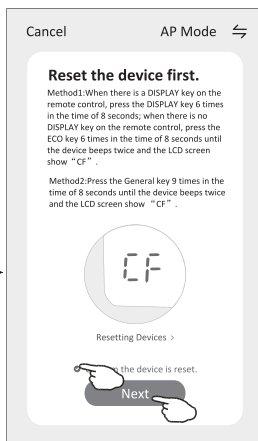 Cancel AP Mode
Reset the device first.
Method1:When there is a DISPLAY key on the
remote control, press the DISPLAY key 6 times
in the time of 8 seconds; when there is no
DISPLAY key on the remote control, press the
ECO key 6 times in the time of 8 seconds until
the device beeps twice and the LCD screen
show “CF”.
Method2:Press the General key 9 times in the
time of 8 seconds until the device beeps twice
and the LCD screen show “CF”.
CF
Resetting Devices >
the device is reset.
Next